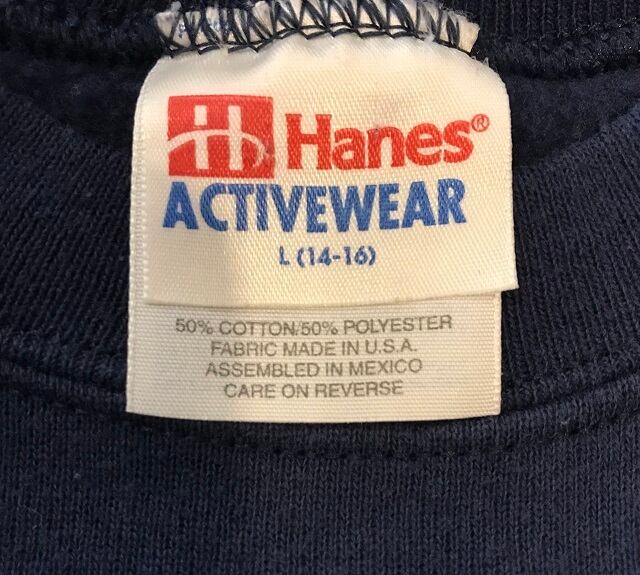 H Hanes®
ACTIVEWEAR
L (14-16)
50% COTTON/50% POLYESTER
FABRIC MADE IN U.S.A.
ASSEMBLED IN MEXICO
CARE ON REVERSE